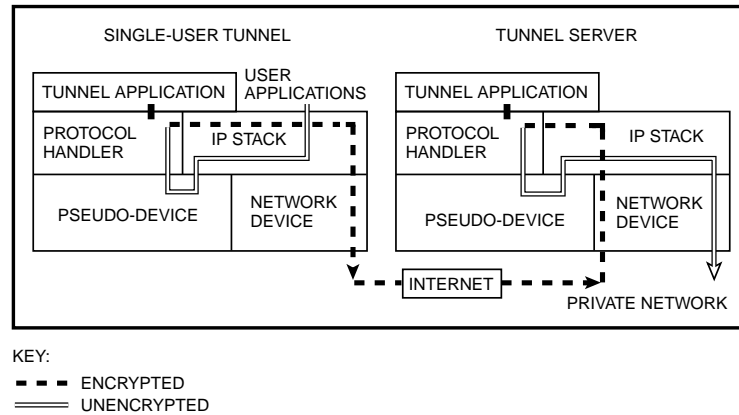 SINGLE-USER TUNNEL
TUNNEL SERVER
TUNNEL APPLICATION
USER
APPLICATIONS
PROTOCOL
HANDLER
IP STACK
PSEUDO-DEVICE
NETWORK
DEVICE
TUNNEL APPLICATION
PROTOCOL
HANDLER
IP STACK
PSEUDO-DEVICE
NETWORK
DEVICE
INTERNET
PRIVATE NETWORK
KEY:
ENCRYPTED
UNENCRYPTED